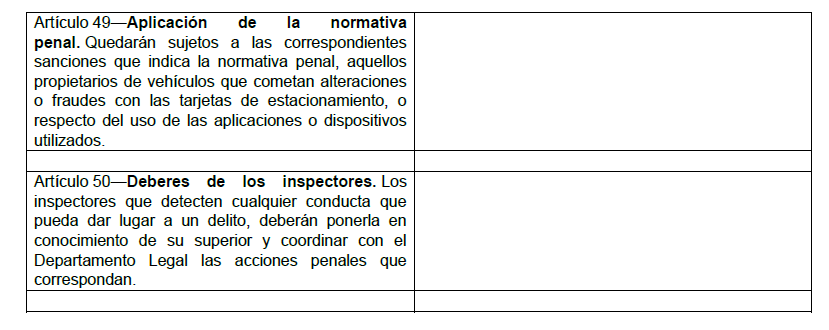 Artículo 49—Aplicación de la normativa
penal. Quedarán sujetos a las correspondientes
sanciones que indica la normativa penal, aquellos
propietarios de vehículos que cometan alteraciones
o fraudes con las tarjetas de estacionamiento, o
respecto del uso de las aplicaciones o dispositivos
utilizados.
Artículo 50—Deberes de los inspectores. Los
inspectores que detecten cualquier conducta que
pueda dar lugar a un delito, deberán ponerla en
conocimiento de su superior y coordinar con el
Departamento Legal las acciones penales que
correspondan.